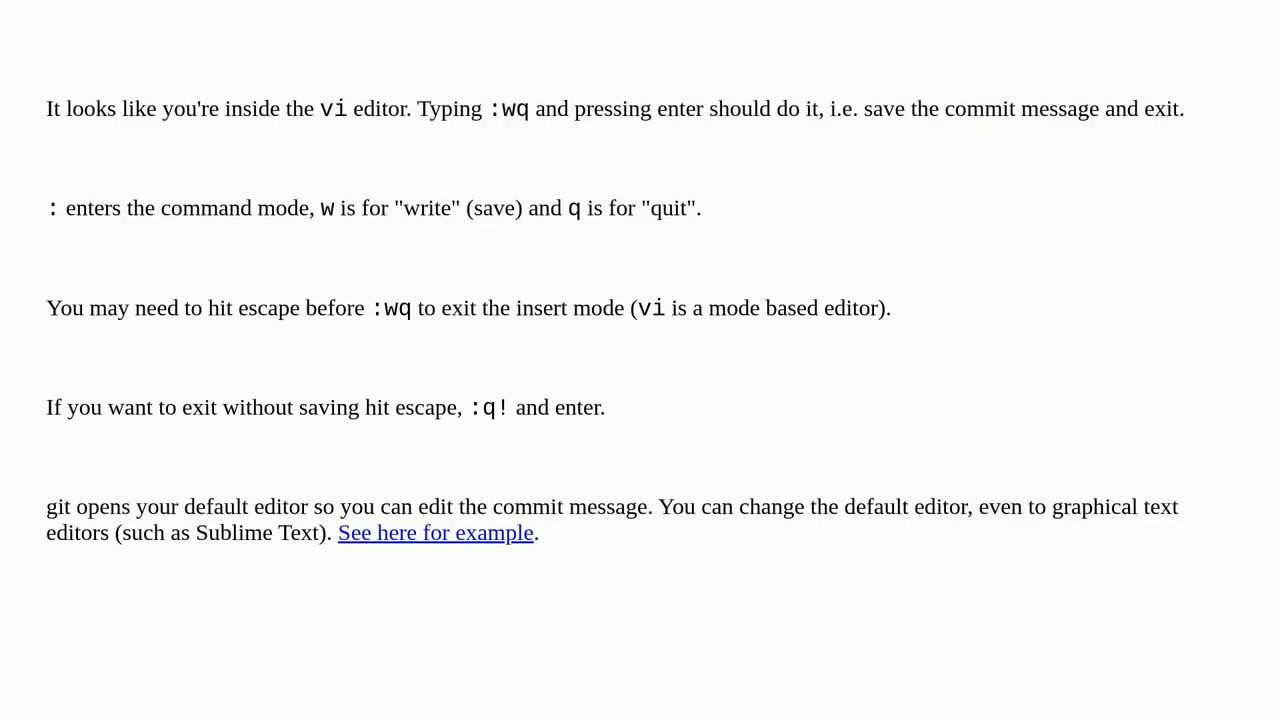 It looks like you're inside the vi editor. Typing :wq and pressing enter should do it, i.e. save the commit message and exit.
: enters the command mode, w is for "write" (save) and q is for "quit".
You may need to hit escape before :wq to exit the insert mode (vi is a mode based editor).
If you want to exit without saving hit escape, :q! and enter.
git opens your default editor so you can edit the commit message. You can change the default editor, even to graphical text
editors (such as Sublime Text). See here for example.